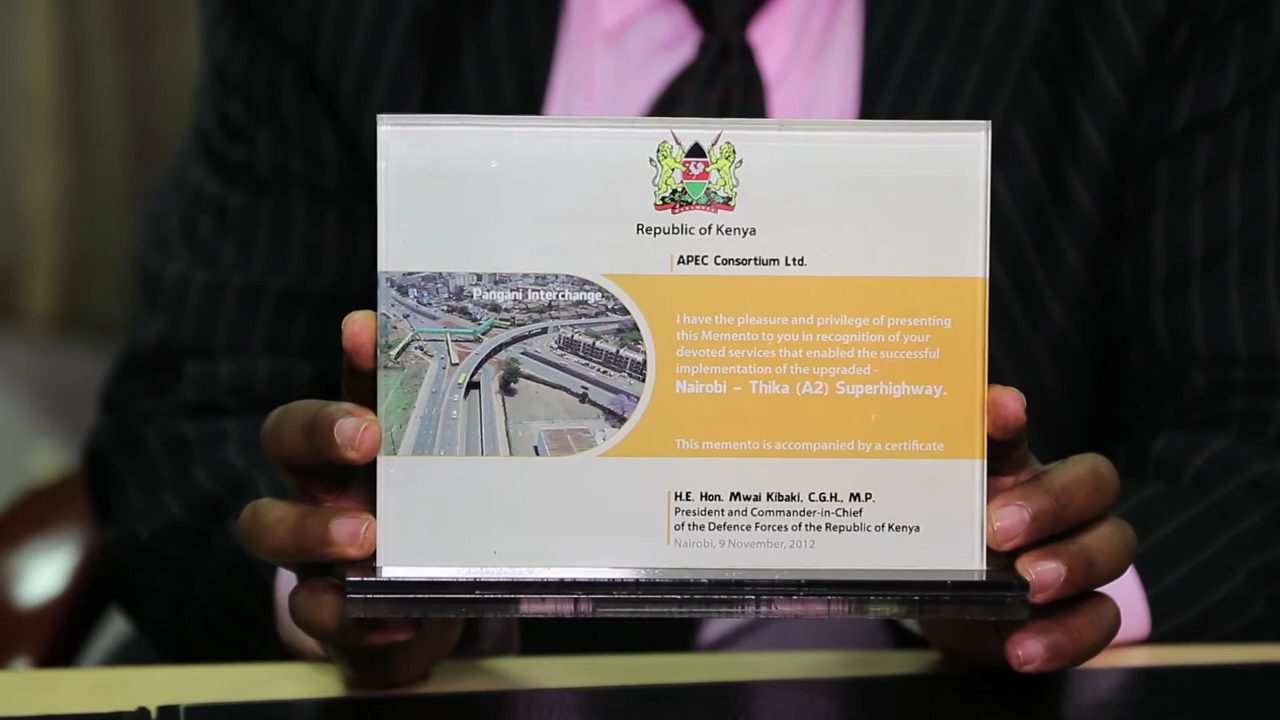 Republic of Kenya
APEC Consortium Ltd.
Pangani Interchange
I have the pleasure and privilege of presenting
this Memento to you in recognition of your
devoted services that enabled the successful
implementation of the upgraded -
Nairobi – Thika (A2) Superhighway.
This memento is accompanied by a certificate
H.E. Hon. Mwai Kibaki, C.G.H., M.P.
President and Commander-in-Chief
of the Defence Forces of the Republic of Kenya
Nairobi, 9 November, 2012